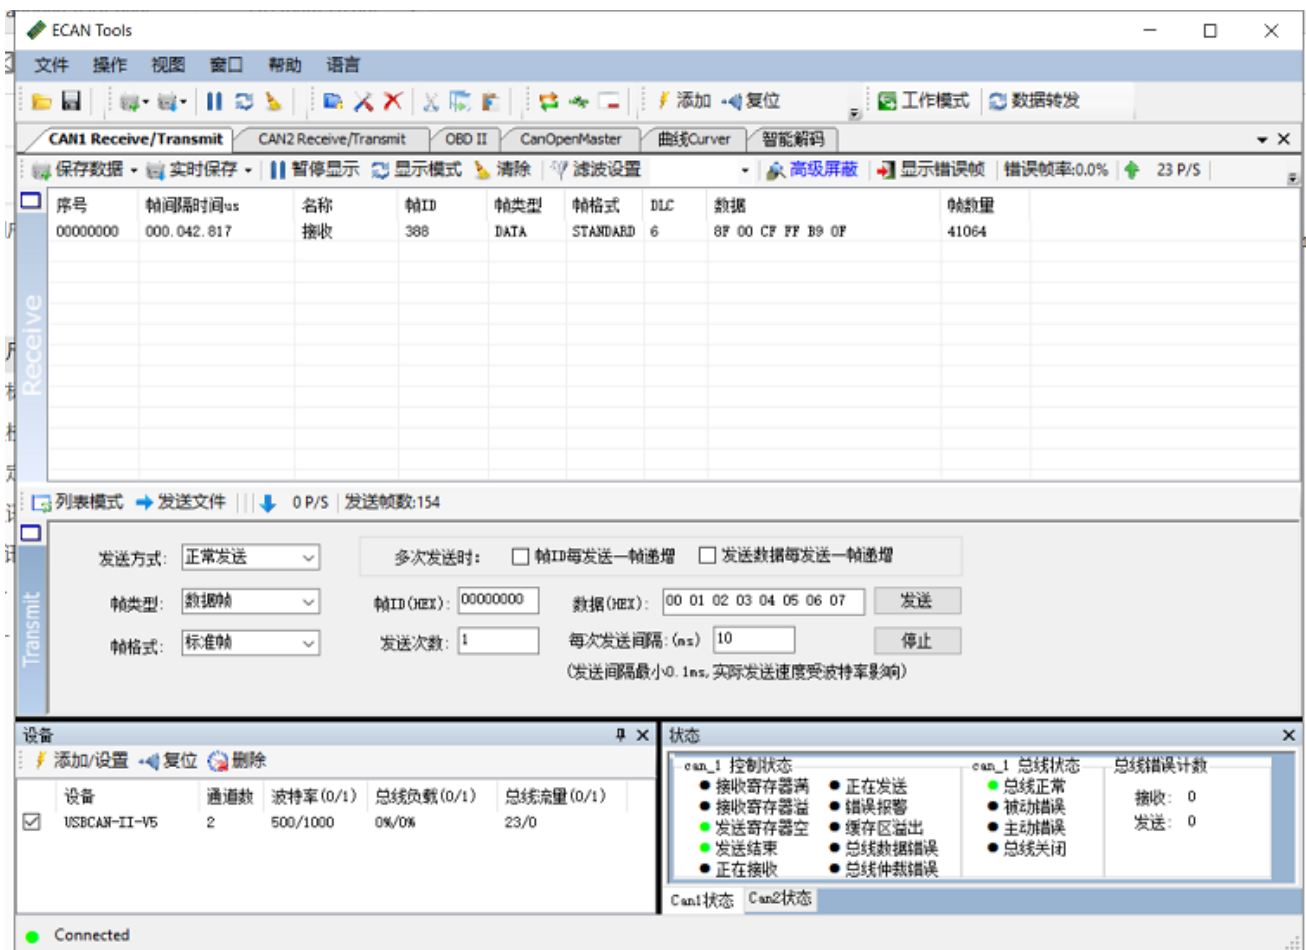 ECAN Tools
文件 操作 视图 窗口 帮助 语言
添加 复位 工作模式 数据转发
CAN1 Receive/Transmit CAN2 Receive/Transmit OBD II CanOpenMaster 曲线Curver 智能解码
保存数据 实时保存 暂停显示 显示模式 清除 滤波设置 高级屏蔽 显示错误帧 错误帧率:0.0% 23 P/S
序号 帧间隔时间us 名称 帧ID 帧类型 帧格式 DLC 数据 帧数量
00000000 000.042.817 接收 388 DATA STANDARD 6 8F 00 CF FF B9 0F 41064
Receive
列表模式 发送文件 0 P/S 发送帧数:154
发送方式: 正常发送 多次发送时: 帧ID每发送一帧递增 发送数据每发送一帧递增
帧类型: 数据帧 帧ID(HEX): 00000000 数据(HEX): 00 01 02 03 04 05 06 07 发送
帧格式: 标准帧 发送次数: 1 每次发送间隔:(ms) 10 停止
(发送间隔最小0.1ms,实际发送速度受波特率影响)
Transmit
设备
添加/设置 复位 删除
设备 通道数 波特率(0/1) 总线负载(0/1) 总线流量(0/1)
USBCAN-II-V5 2 500/1000 0%/0% 23/0
状态
can_1 控制状态 can_1 总线状态 总线错误计数
接收寄存器满 正在发送 总线正常
接收寄存器溢 错误报警 被动错误 接收: 0
发送寄存器空 缓存区溢出 主动错误 发送: 0
发送结束 总线数据错误 总线关闭
正在接收 总线仲裁错误
Can1状态 Can2状态
Connected